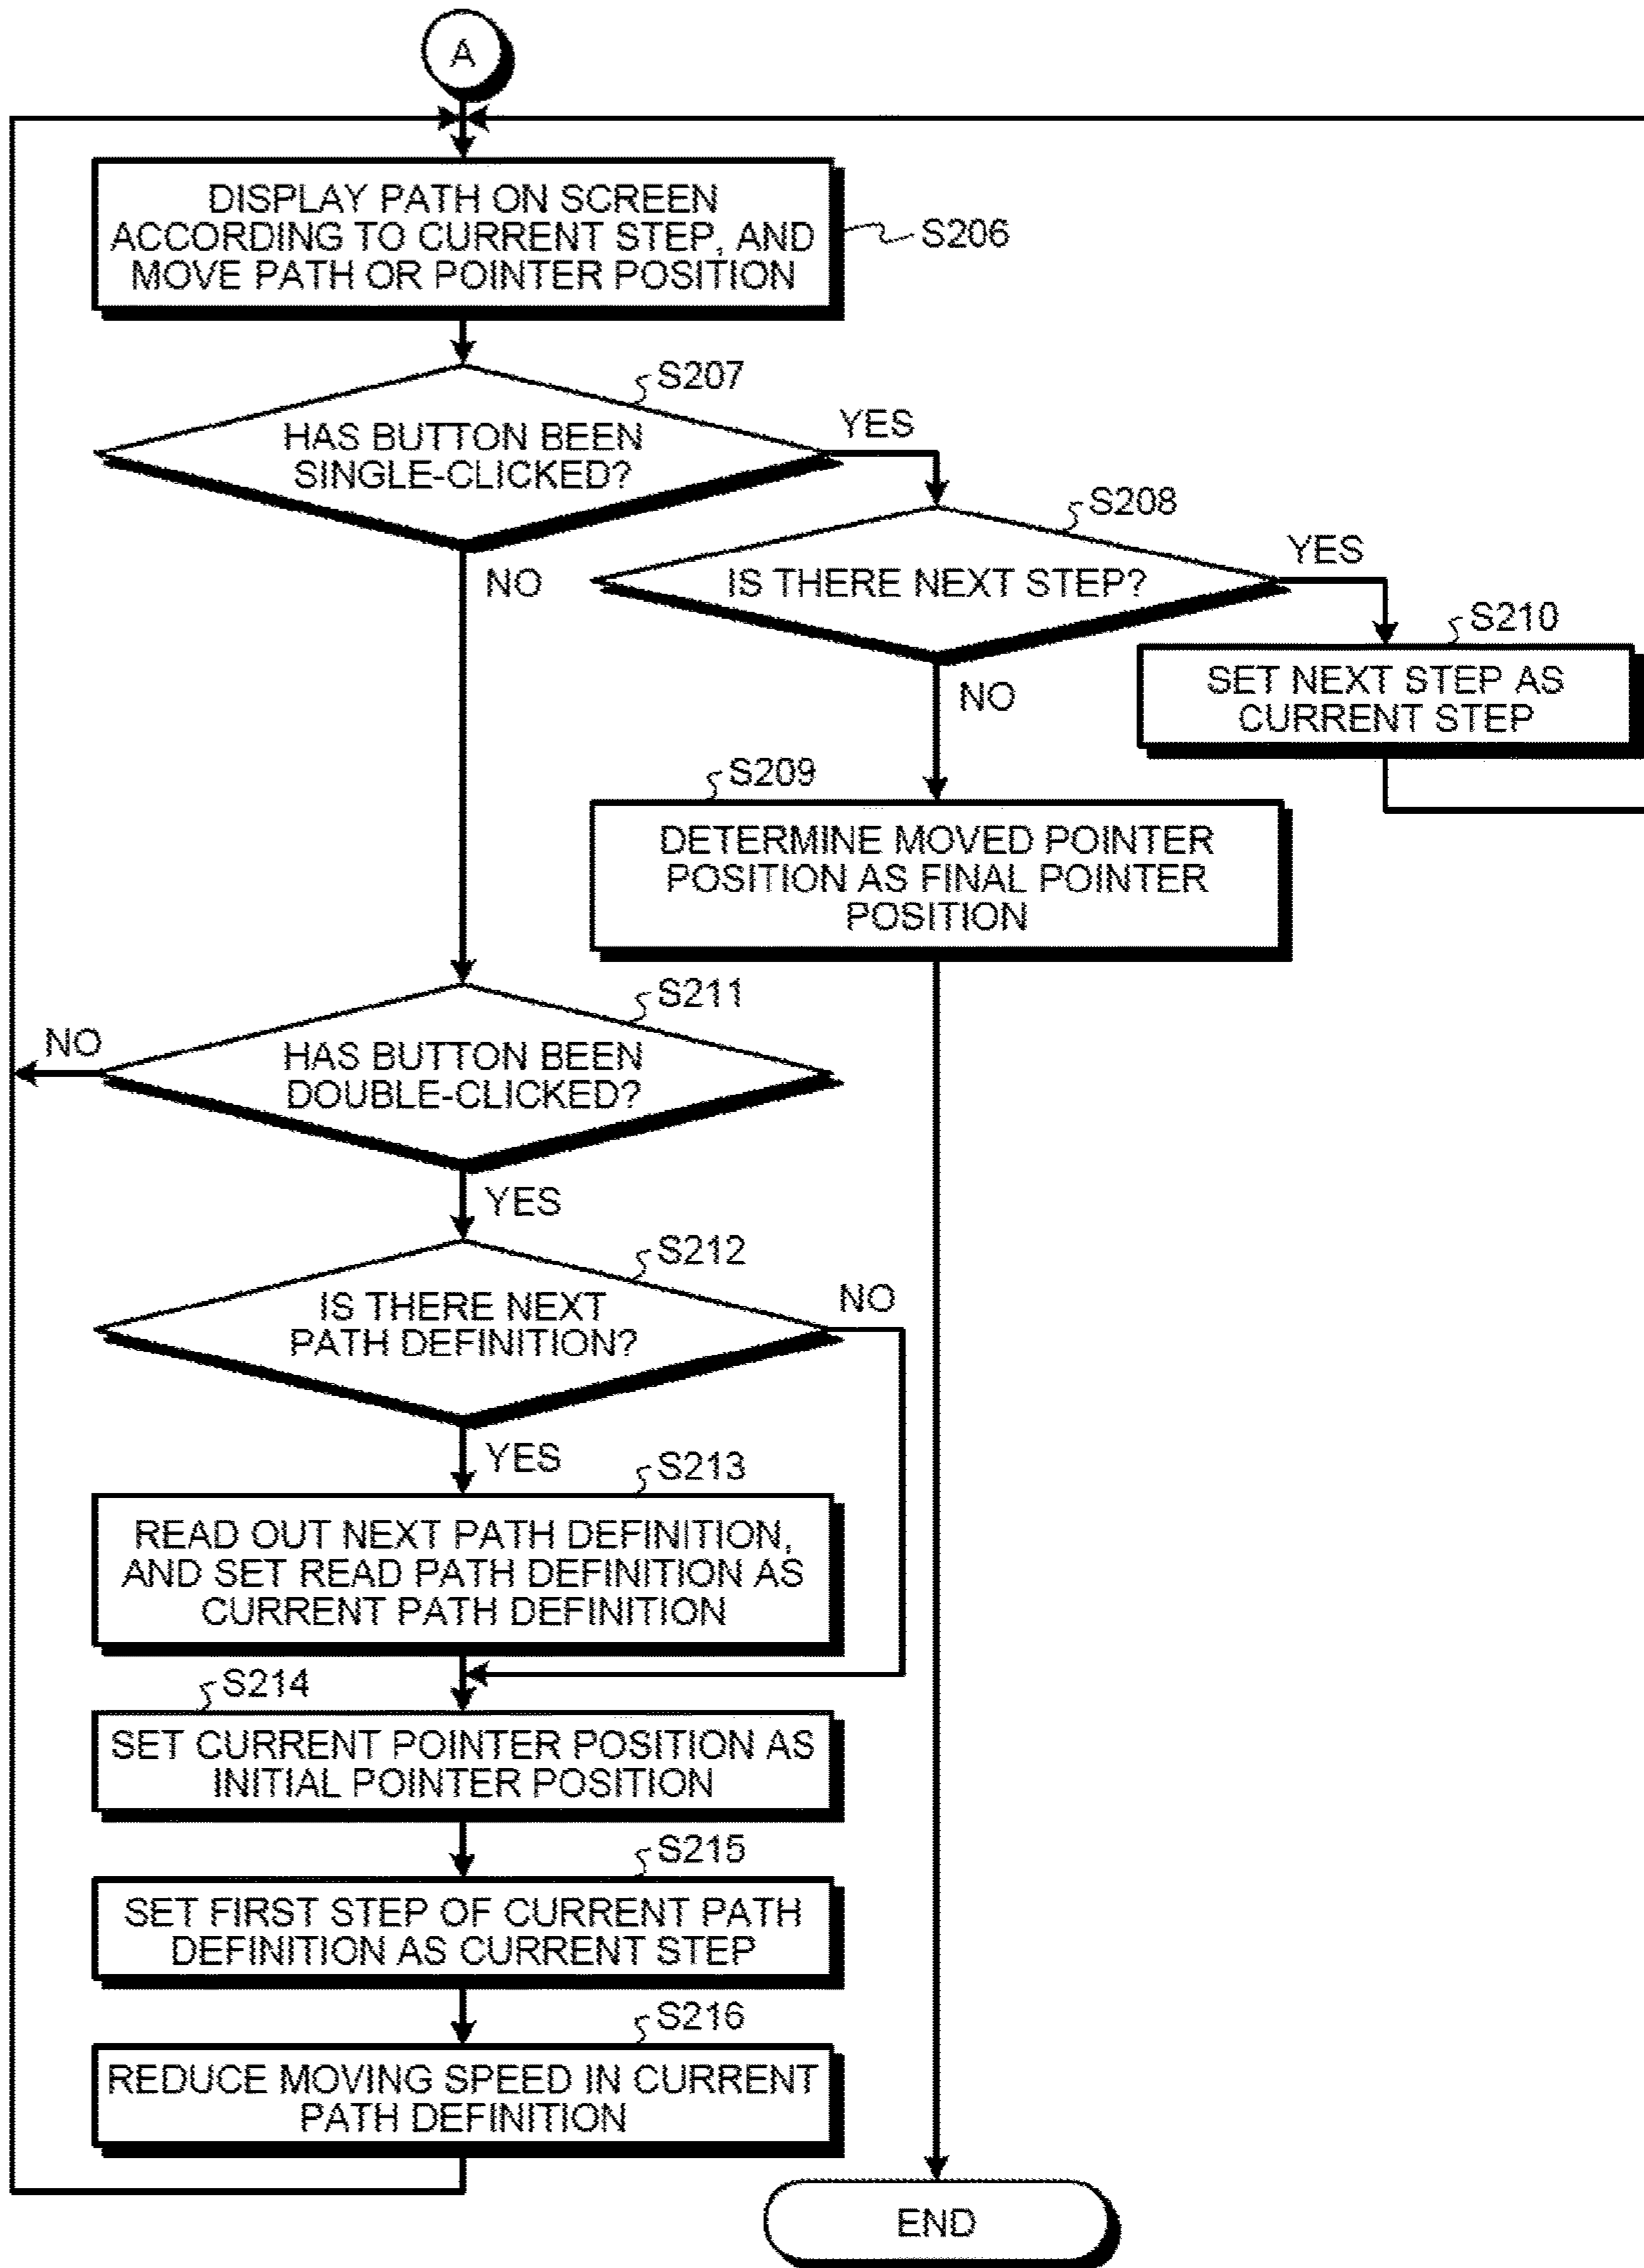 A
DISPLAY PATH ON SCREEN
ACCORDING TO CURRENT STEP, AND
MOVE PATH OR POINTER POSITION
S206
S207
HAS BUTTON BEEN
SINGLE-CLICKED?
YES
NO
S208
IS THERE NEXT STEP?
YES
NO
S210
SET NEXT STEP AS
CURRENT STEP
S209
DETERMINE MOVED POINTER
POSITION AS FINAL POINTER
POSITION
S211
HAS BUTTON BEEN
DOUBLE-CLICKED?
NO
YES
S212
IS THERE NEXT
PATH DEFINITION?
NO
YES
S213
READ OUT NEXT PATH DEFINITION,
AND SET READ PATH DEFINITION AS
CURRENT PATH DEFINITION
S214
SET CURRENT POINTER POSITION AS
INITIAL POINTER POSITION
S215
SET FIRST STEP OF CURRENT PATH
DEFINITION AS CURRENT STEP
S216
REDUCE MOVING SPEED IN CURRENT
PATH DEFINITION
END